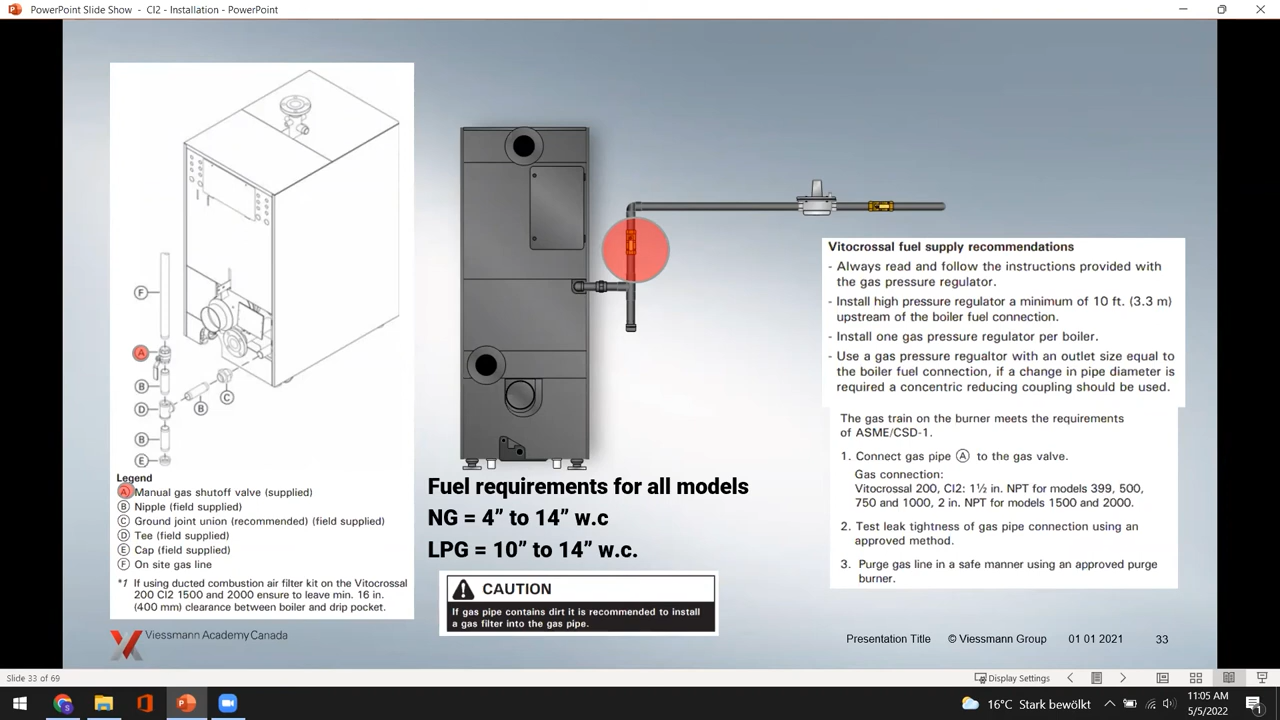 PowerPoint Slide Show - CI2 - Installation - PowerPoint
F
A
B
D
B
C
B
E
Legend
A Manual gas shutoff valve (supplied)
B Nipple (field supplied)
C Ground joint union (recommended) (field supplied)
D Tee (field supplied)
E Cap (field supplied)
F On site gas line
*1 If using ducted combustion air filter kit on the Vitocrossal
200 CI2 1500 and 2000 ensure to leave min. 16 in.
(400 mm) clearance between boiler and drip pocket.
Viessmann Academy Canada
Fuel requirements for all models
NG = 4” to 14” w.c
LPG = 10” to 14” w.c.
CAUTION
If gas pipe contains dirt it is recommended to install
a gas filter into the gas pipe.
Vitocrossal fuel supply recommendations
- Always read and follow the instructions provided with
the gas pressure regulator.
- Install high pressure regulator a minimum of 10 ft. (3.3 m)
upstream of the boiler fuel connection.
- Install one gas pressure regulator per boiler.
- Use a gas pressure regualtor with an outlet size equal to
the boiler fuel connection, if a change in pipe diameter is
required a concentric reducing coupling should be used.
The gas train on the burner meets the requirements
of ASME/CSD-1.
1. Connect gas pipe A to the gas valve.
Gas connection:
Vitocrossal 200, CI2: 1½ in. NPT for models 399, 500,
750 and 1000, 2 in. NPT for models 1500 and 2000.
2. Test leak tightness of gas pipe connection using an
approved method.
3. Purge gas line in a safe manner using an approved purge
burner.
Presentation Title © Viessmann Group 01 01 2021 33
Slide 33 of 69
Display Settings
16°C Stark bewölkt
11:05 AM
5/5/2022
1